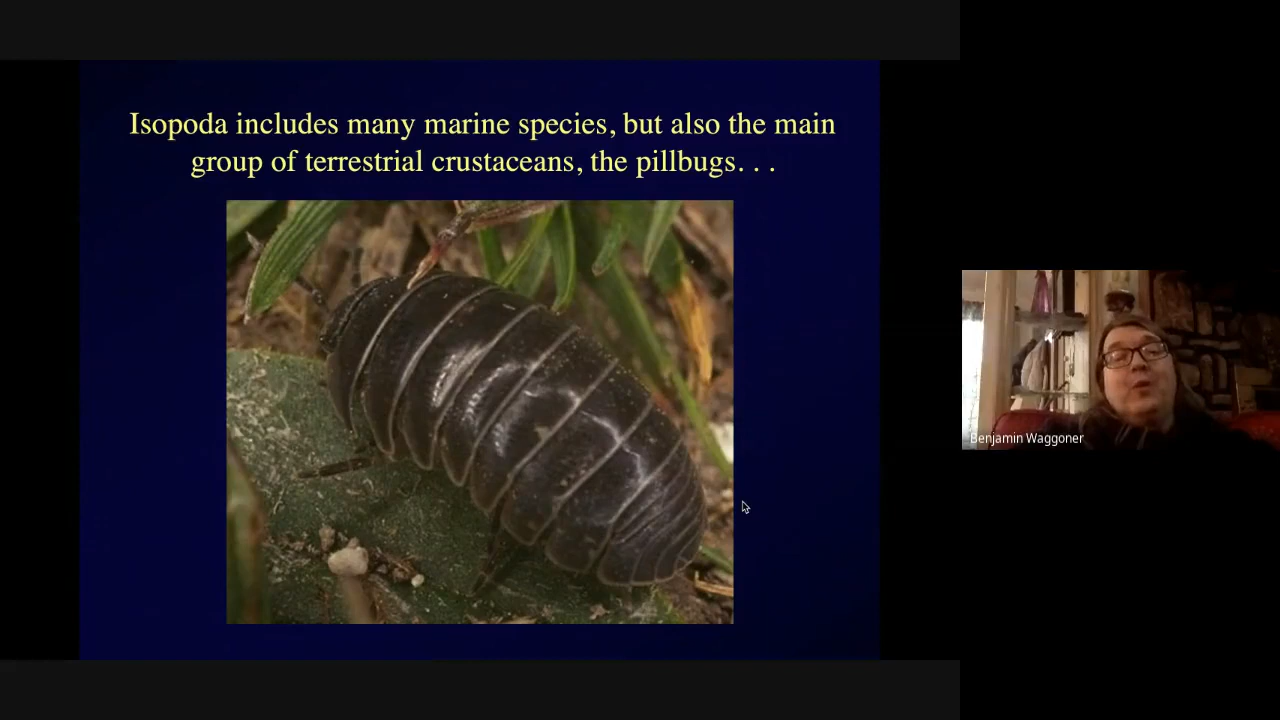 Isopoda includes many marine species, but also the main
group of terrestrial crustaceans, the pillbugs. . .
Benjamin Waggoner